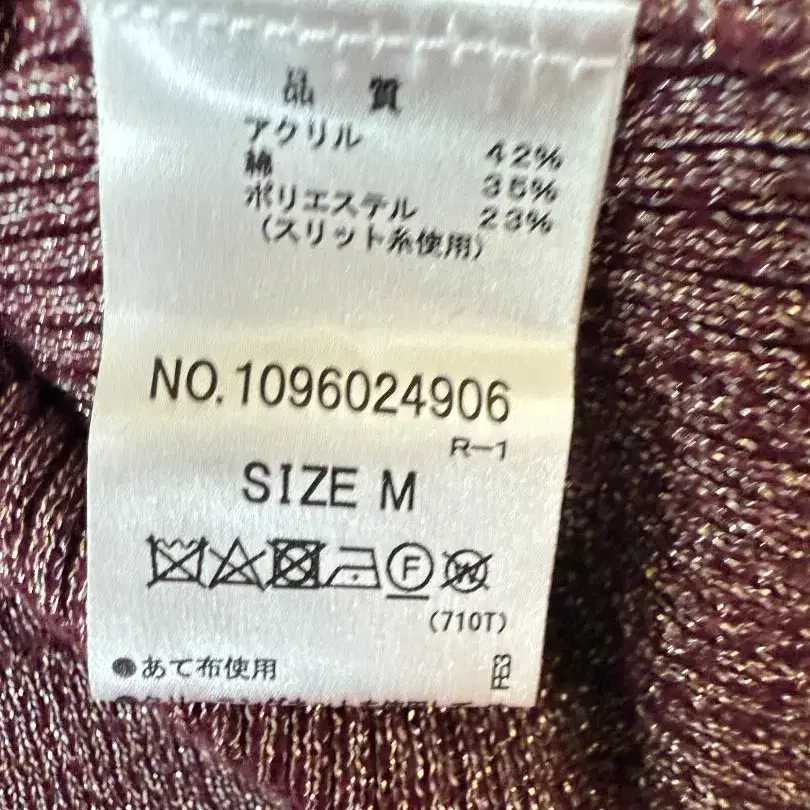 品 質
アクリル 42%
綿 35%
ポリエステル 23%
(スリット糸使用)
NO.1096024906
R-1
SIZE M
F W
(710T)
●あて布使用